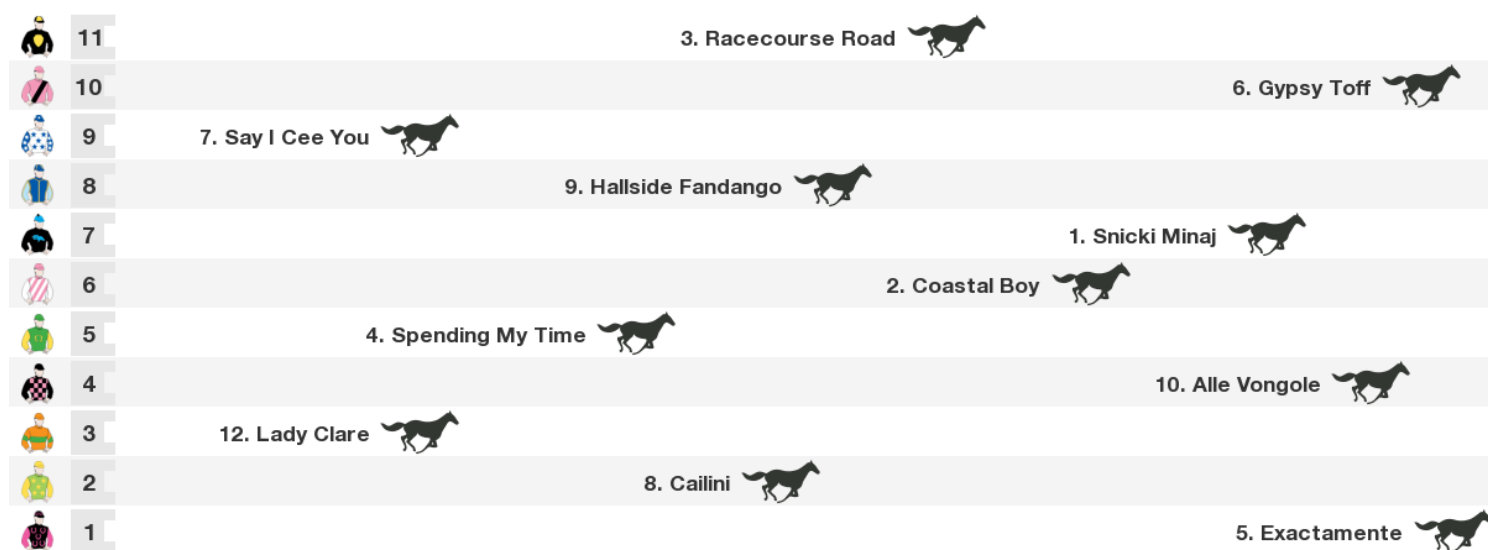 11 3. Racecourse Road
10 6. Gypsy Toff
9 7. Say I Cee You
8 9. Hallside Fandango
7 1. Snicki Minaj
6 2. Coastal Boy
5 4. Spending My Time
4 10. Alle Vongole
3 12. Lady Clare
2 8. Cailini
1 5. Exactamente